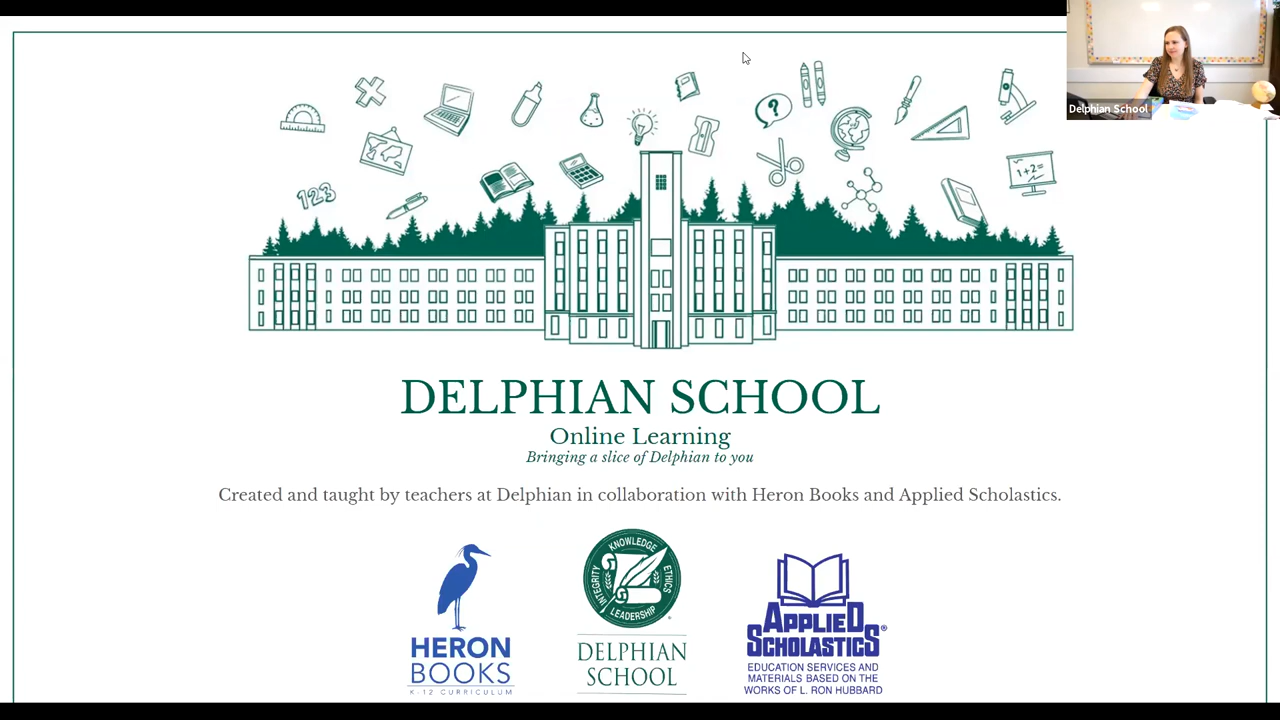 Delphian School
?
123
1+2=
DELPHIAN SCHOOL
Online Learning
Bringing a slice of Delphian to you
Created and taught by teachers at Delphian in collaboration with Heron Books and Applied Scholastics.
HERON
BOOKS
K-12 CURRICULUM
KNOWLEDGE
INTEGRITY
ETHICS
LEADERSHIP
DELPHIAN
SCHOOL
APPLIED
SCHOLASTICS®
EDUCATION SERVICES AND
MATERIALS BASED ON THE
WORKS OF L. RON HUBBARD